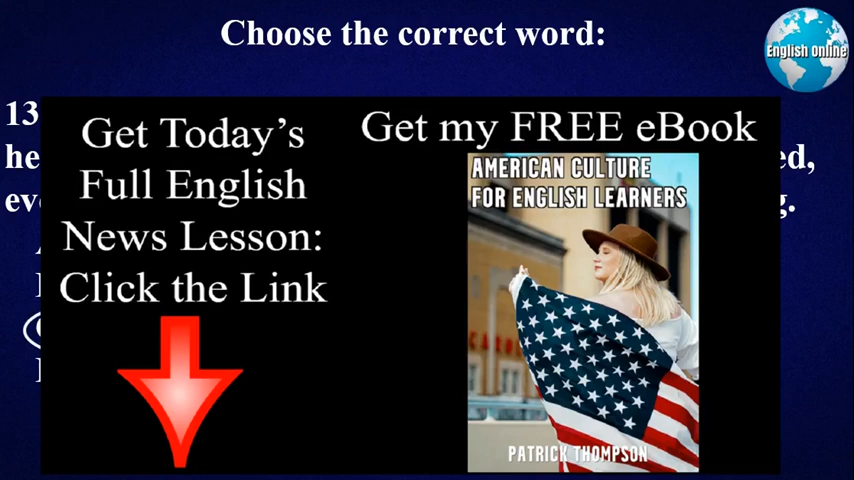 Choose the correct word:
English Online
13
he
ed,
eve
g.
Get Today's
Full English
News Lesson:
Click the Link
Get my FREE eBook
AMERICAN CULTURE
FOR ENGLISH LEARNERS
PATRICK THOMPSON